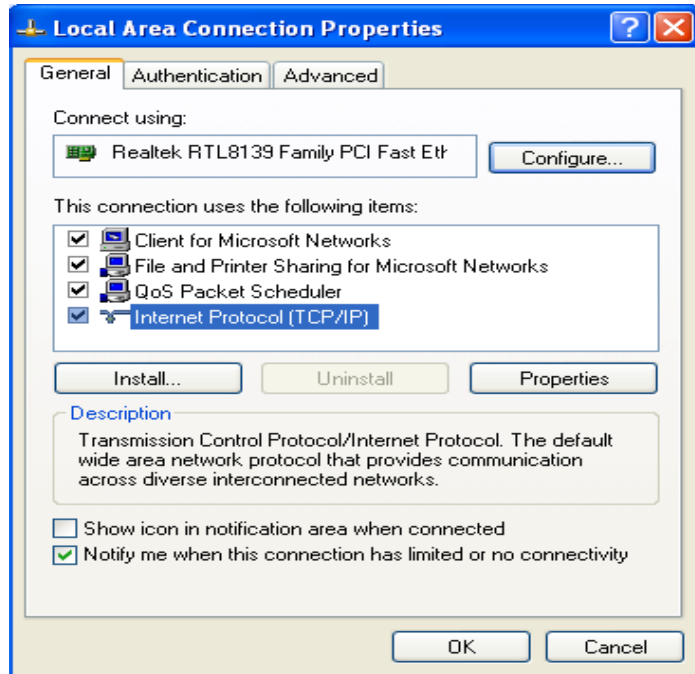 Local Area Connection Properties
General Authentication Advanced
Connect using:
Realtek RTL8139 Family PCI Fast Eth
Configure...
This connection uses the following items:
Client for Microsoft Networks
File and Printer Sharing for Microsoft Networks
QoS Packet Scheduler
Internet Protocol (TCP/IP)
Install... Uninstall Properties
Description
Transmission Control Protocol/Internet Protocol. The default
wide area network protocol that provides communication
across diverse interconnected networks.
Show icon in notification area when connected
Notify me when this connection has limited or no connectivity
OK Cancel